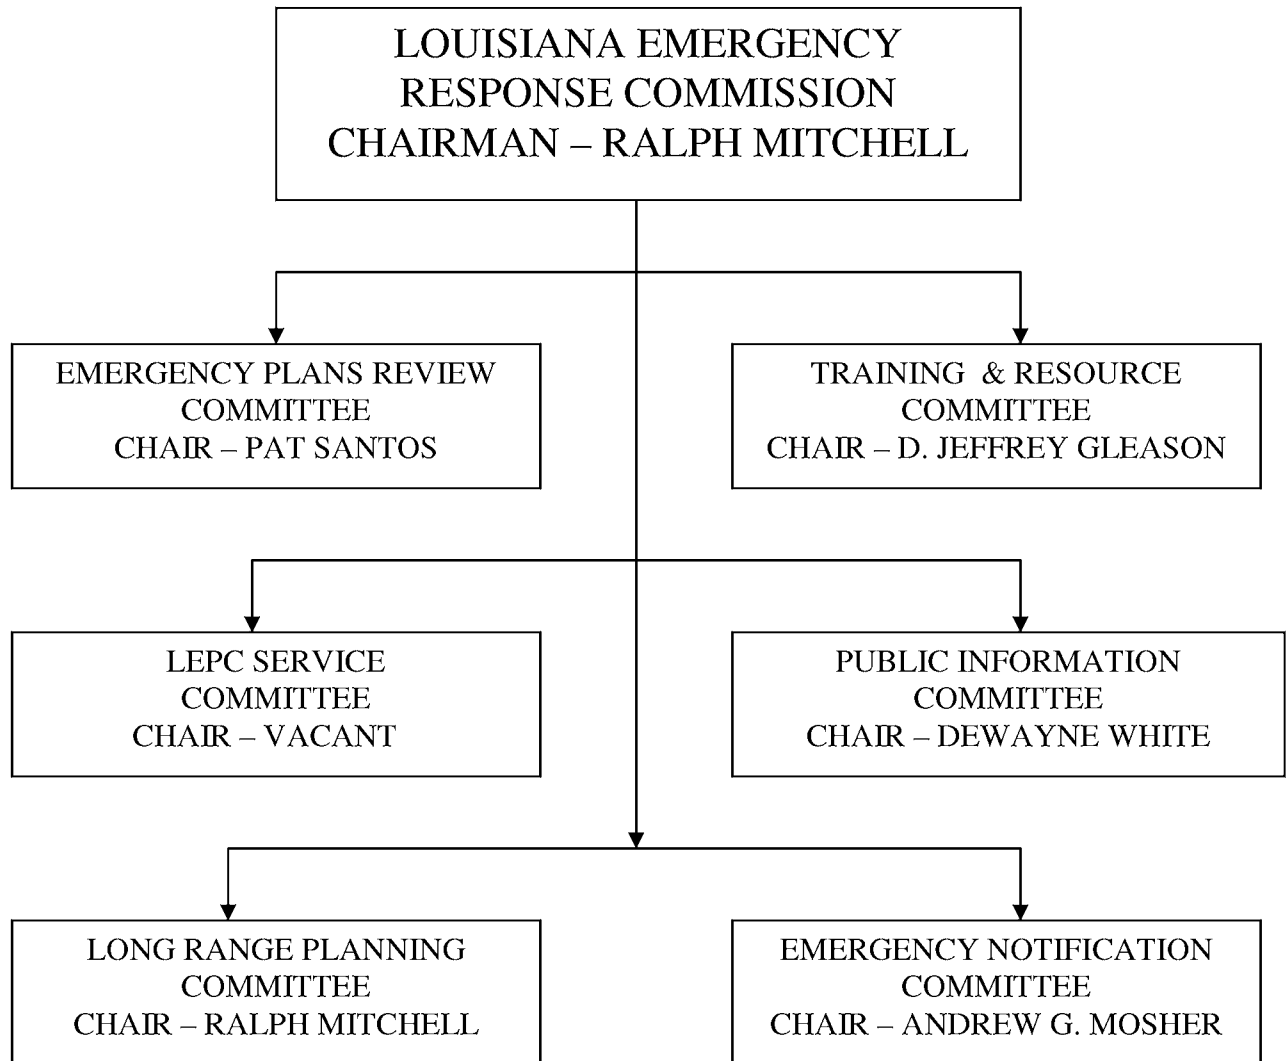 LOUISIANA EMERGENCY
RESPONSE COMMISSION
CHAIRMAN – RALPH MITCHELL
EMERGENCY PLANS REVIEW
COMMITTEE
CHAIR – PAT SANTOS
TRAINING & RESOURCE
COMMITTEE
CHAIR – D. JEFFREY GLEASON
LEPC SERVICE
COMMITTEE
CHAIR – VACANT
PUBLIC INFORMATION
COMMITTEE
CHAIR – DEWAYNE WHITE
LONG RANGE PLANNING
COMMITTEE
CHAIR – RALPH MITCHELL
EMERGENCY NOTIFICATION
COMMITTEE
CHAIR – ANDREW G. MOSHER